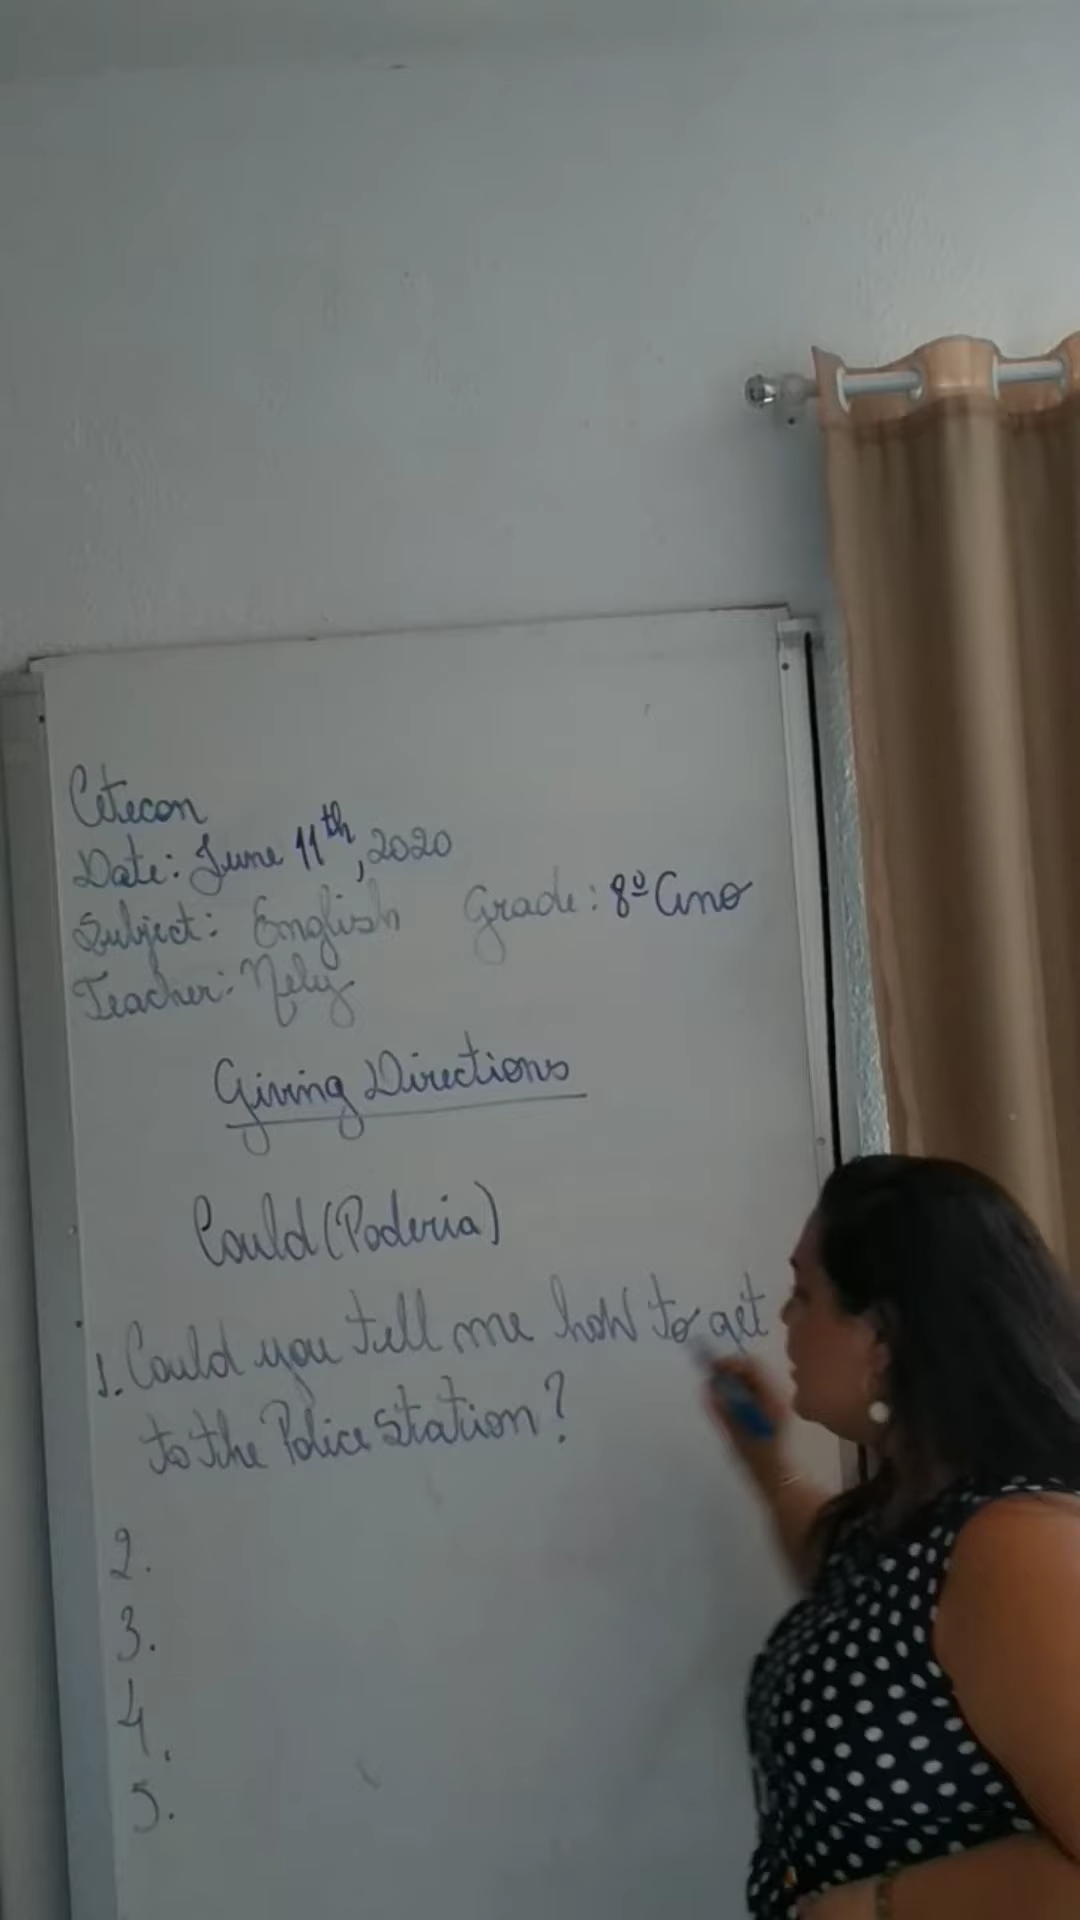 Cetecon
Date: June 11th, 2020
Subject: English Grade: 8º Ano
Teacher: Nely
Giving Directions
Could (Poderia)
1. Could you tell me how to get
to the Police Station?
2.
3.
4.
5.